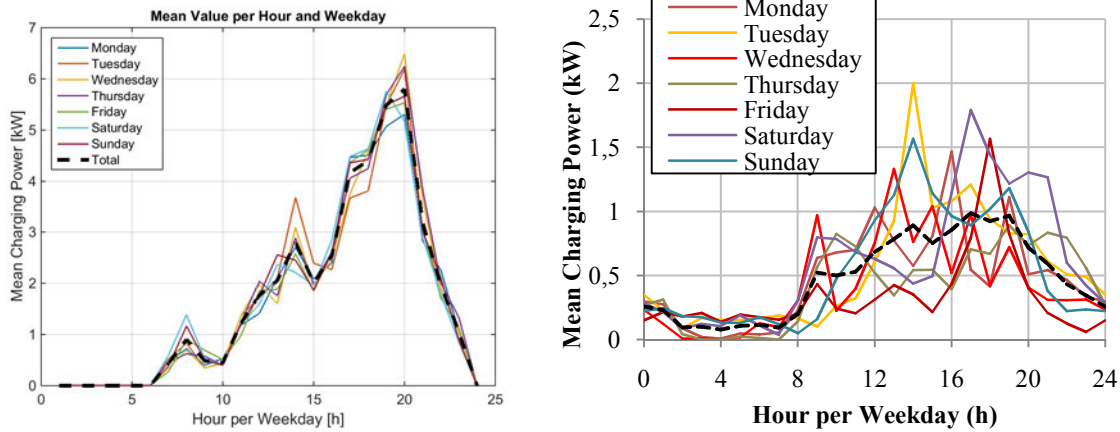 Mean Value per Hour and Weekday
Mean Charging Power [kW]
7
6
5
4
3
2
1
0
Monday
Tuesday
Wednesday
Thursday
Friday
Saturday
Sunday
Total
0 5 10 15 20 25
Hour per Weekday [h]
Mean Charging Power (kW)
2,5
2
1,5
1
0,5
0
Monday
Tuesday
Wednesday
Thursday
Friday
Saturday
Sunday
0 4 8 12 16 20 24
Hour per Weekday (h)